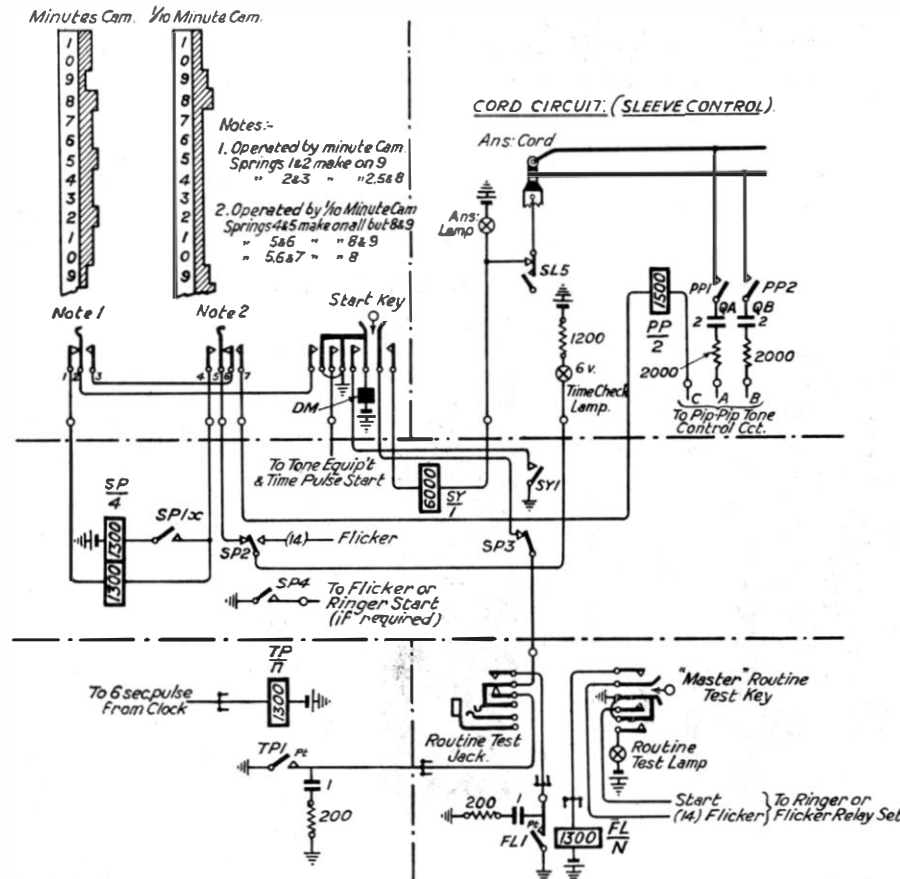 Minutes Cam. 1/10 Minute Cam.
1
0
9
8
7
6
5
4
3
2
1
0
9
1
0
9
8
7
6
5
4
3
2
1
0
9
Notes:-
1. Operated by minute Cam
Springs 1&2 make on 9
" 2&3 " " 2,5&8
2. Operated by 1/10 Minute Cam
Springs 4&5 make on all but 8&9
" 5&6 " " 8&9
" 5,6&7 " " 8
CORD CIRCUIT: (SLEEVE CONTROL).
Ans: Cord
Ans:
Lamp
SL5
1200
6 v.
Time Check
Lamp.
1500
PP
2
PP1
QA
2
QB
2
PP2
2000
2000
C A B
To Pip-Pip Tone
Control Cct.
Note 1
Note 2
Start Key
1 2 3
4 5 6 7
DM
To Tone Equip't
& Time Pulse Start
6000
SY
1
SY1
SP
4
1300
1300
SP1x
SP2
(14) Flicker
SP3
SP4
To Flicker or
Ringer Start
(if required)
To 6 sec pulse
From Clock
TP
n
1300
TP1 Pt
1
200
Routine Test
Jack.
"Master" Routine
Test Key
Routine
Test Lamp
200
1
Pt
FL1
1300
FL
N
Start
(14) Flicker
To Ringer or
Flicker Relay Set